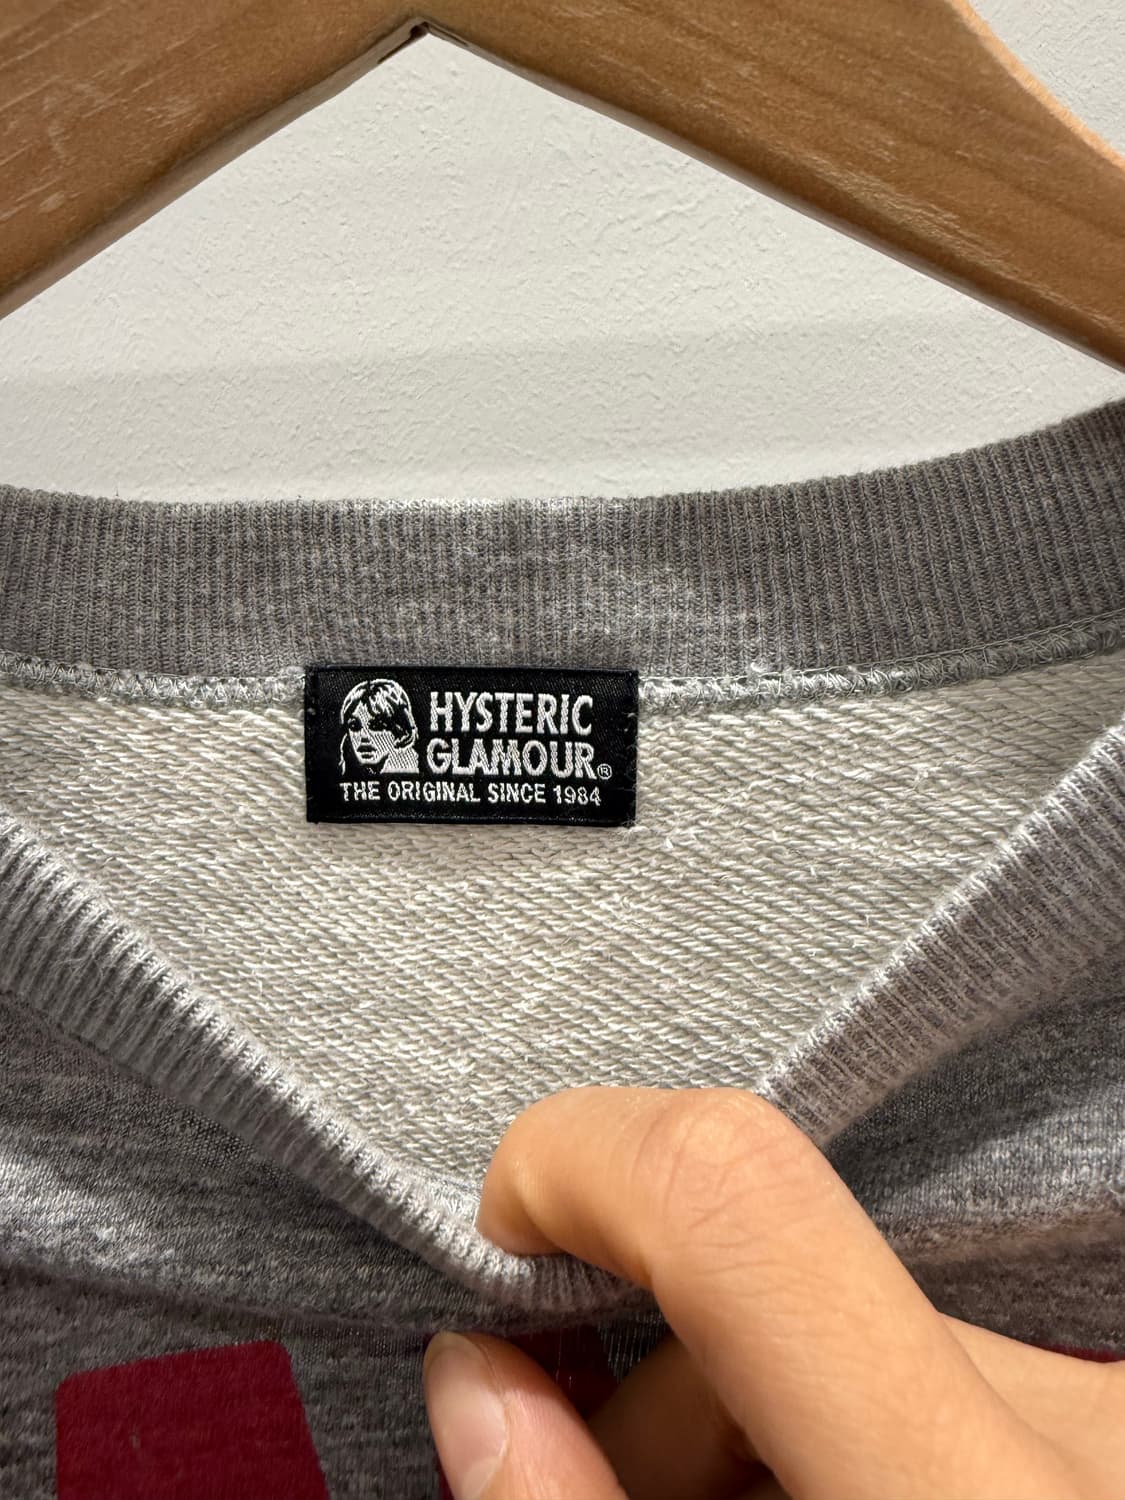 HYSTERIC
GLAMOUR®
THE ORIGINAL SINCE 1984